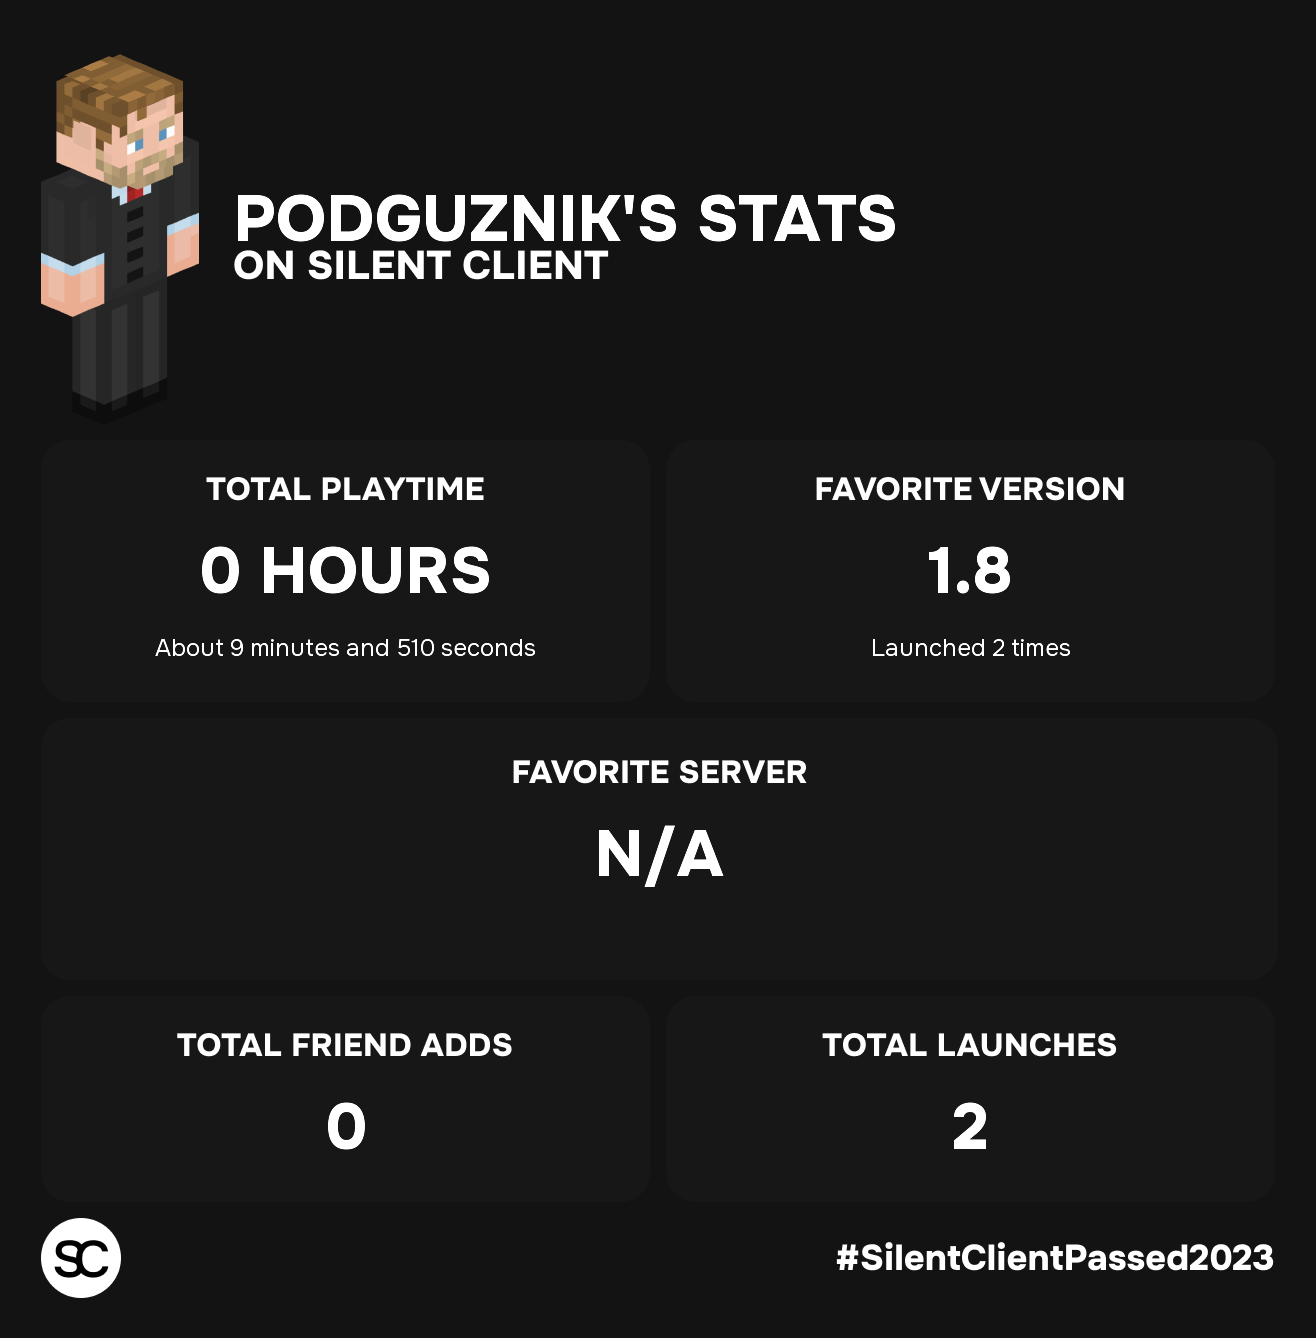 PODGUZNIK'S STATS
ON SILENT CLIENT
TOTAL PLAYTIME
0 HOURS
About 9 minutes and 510 seconds
FAVORITE VERSION
1.8
Launched 2 times
FAVORITE SERVER
N/A
TOTAL FRIEND ADDS
0
TOTAL LAUNCHES
2
SC
#SilentClientPassed2023